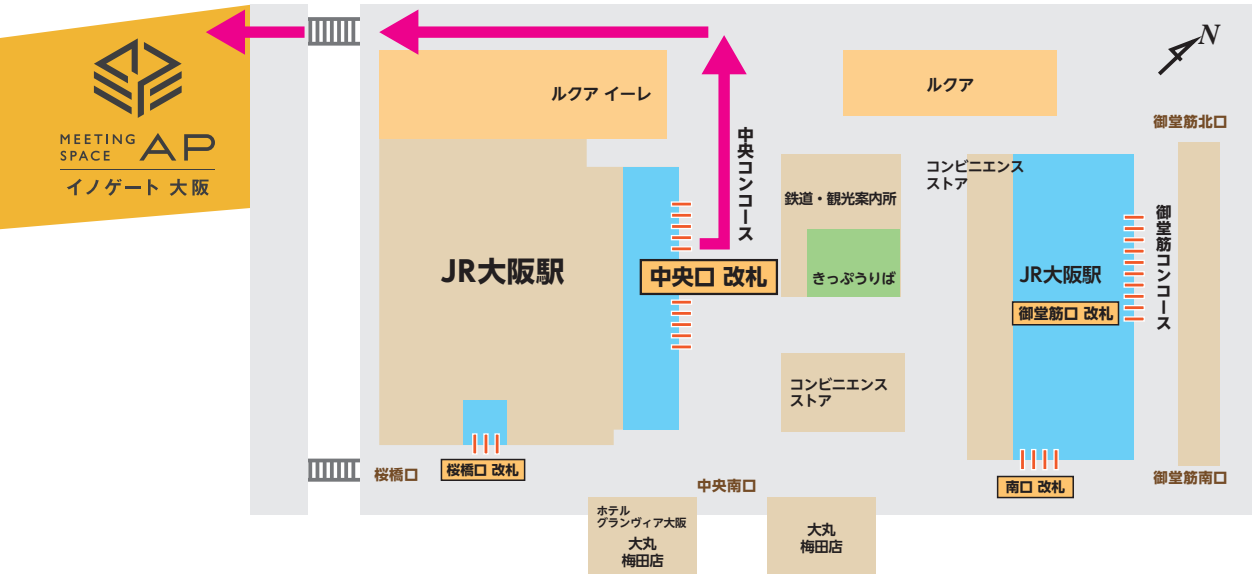 N
MEETING
SPACE
AP
イノゲート 大阪
ルクア イーレ
ルクア
御堂筋北口
中央コンコース
コンビニエンス
ストア
鉄道・観光案内所
きっぷうりば
御堂筋コンコース
JR大阪駅
中央口 改札
JR大阪駅
御堂筋口 改札
コンビニエンス
ストア
桜橋口
桜橋口 改札
中央南口
南口 改札
御堂筋南口
ホテル
グランヴィア大阪
大丸
梅田店
大丸
梅田店